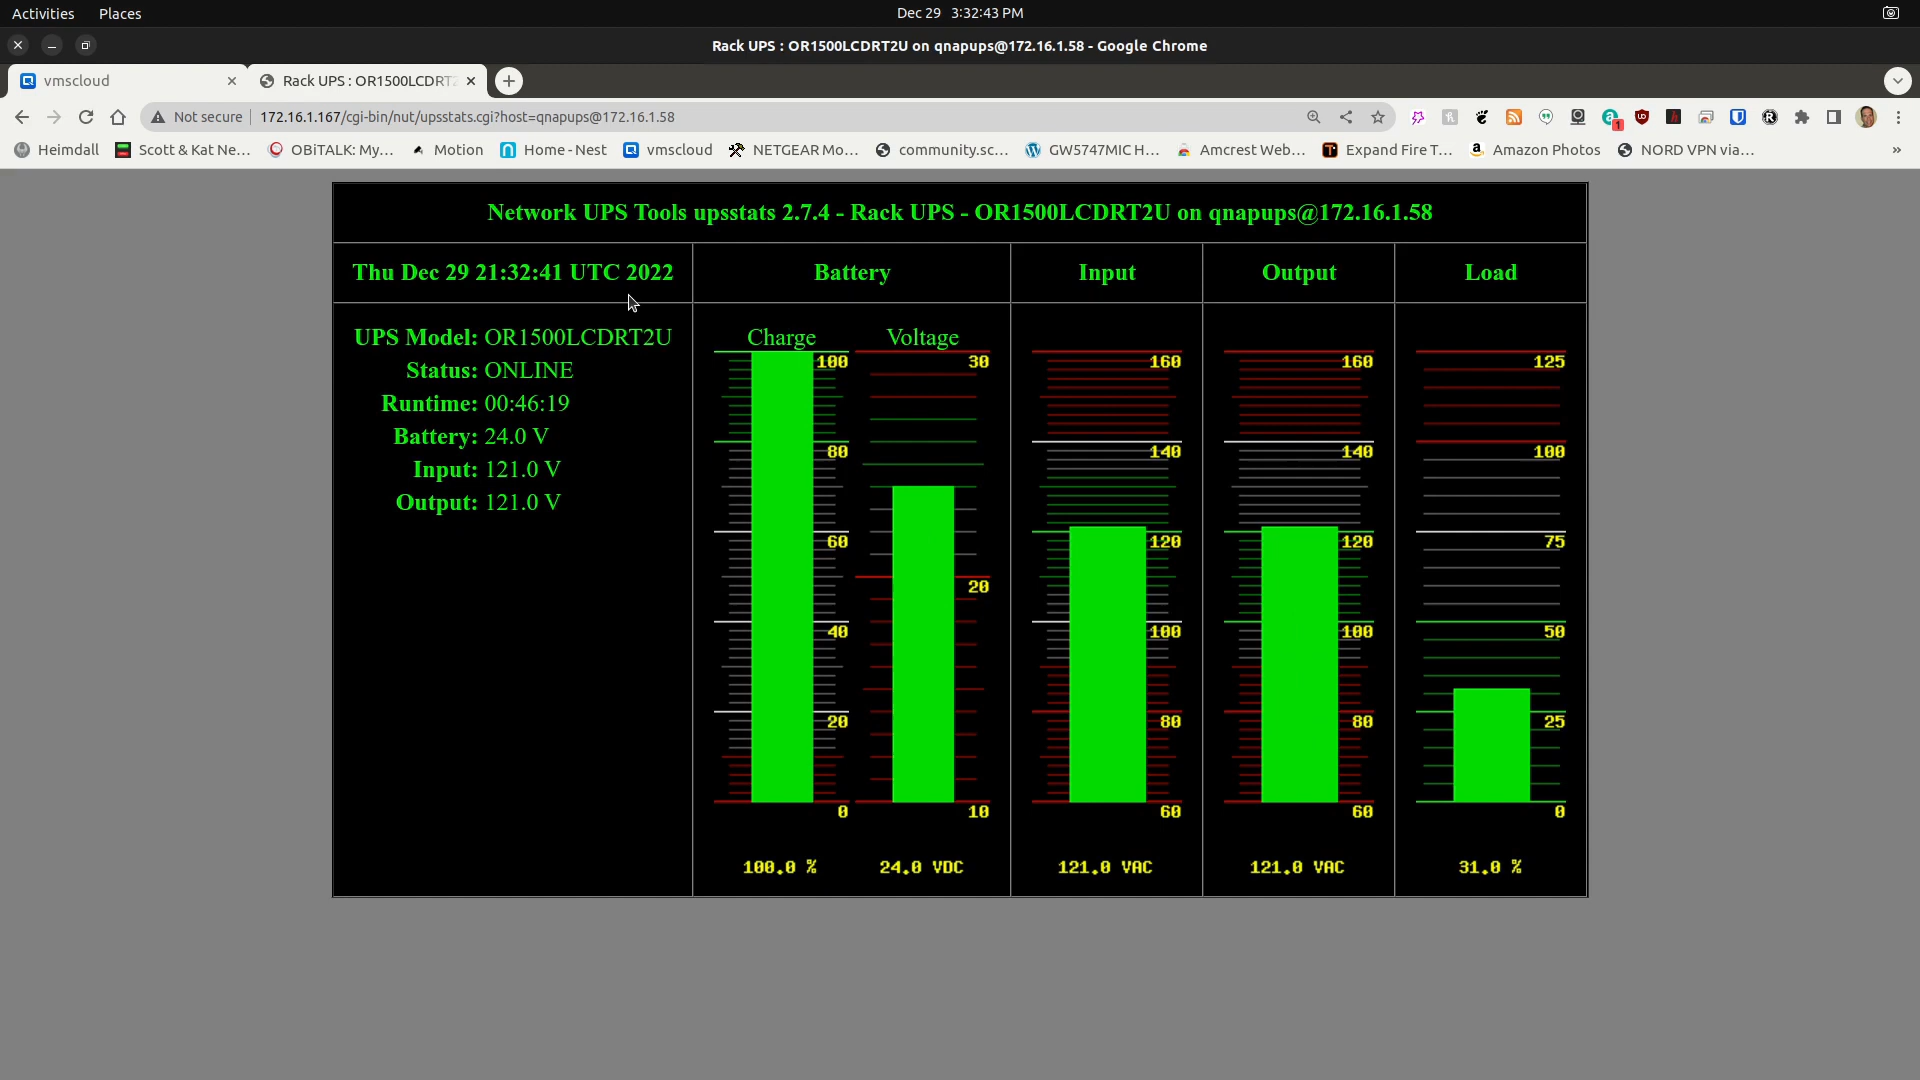 Activities Places Dec 29 3:32:43 PM
Rack UPS : OR1500LCDRT2U on qnapups@172.16.1.58 - Google Chrome
vmscloud Rack UPS : OR1500LCDRT2
Not secure 172.16.1.167/cgi-bin/nut/upsstats.cgi?host=qnapups@172.16.1.58
Heimdall Scott & Kat Ne... OBiTALK: My... Motion Home - Nest vmscloud NETGEAR Mo... community.sc... GW5747MIC H... Amcrest Web... Expand Fire T... Amazon Photos NORD VPN via... »
Network UPS Tools upsstats 2.7.4 - Rack UPS - OR1500LCDRT2U on qnapups@172.16.1.58
Thu Dec 29 21:32:41 UTC 2022 Battery Input Output Load
UPS Model: OR1500LCDRT2U
Status: ONLINE
Runtime: 00:46:19
Battery: 24.0 V
Input: 121.0 V
Output: 121.0 V
Charge
100
80
60
40
20
0
100.0 %
Voltage
30
20
10
24.0 VDC
160
140
120
100
80
60
121.0 VAC
160
140
120
100
80
60
121.0 VAC
125
100
75
50
25
0
31.0 %